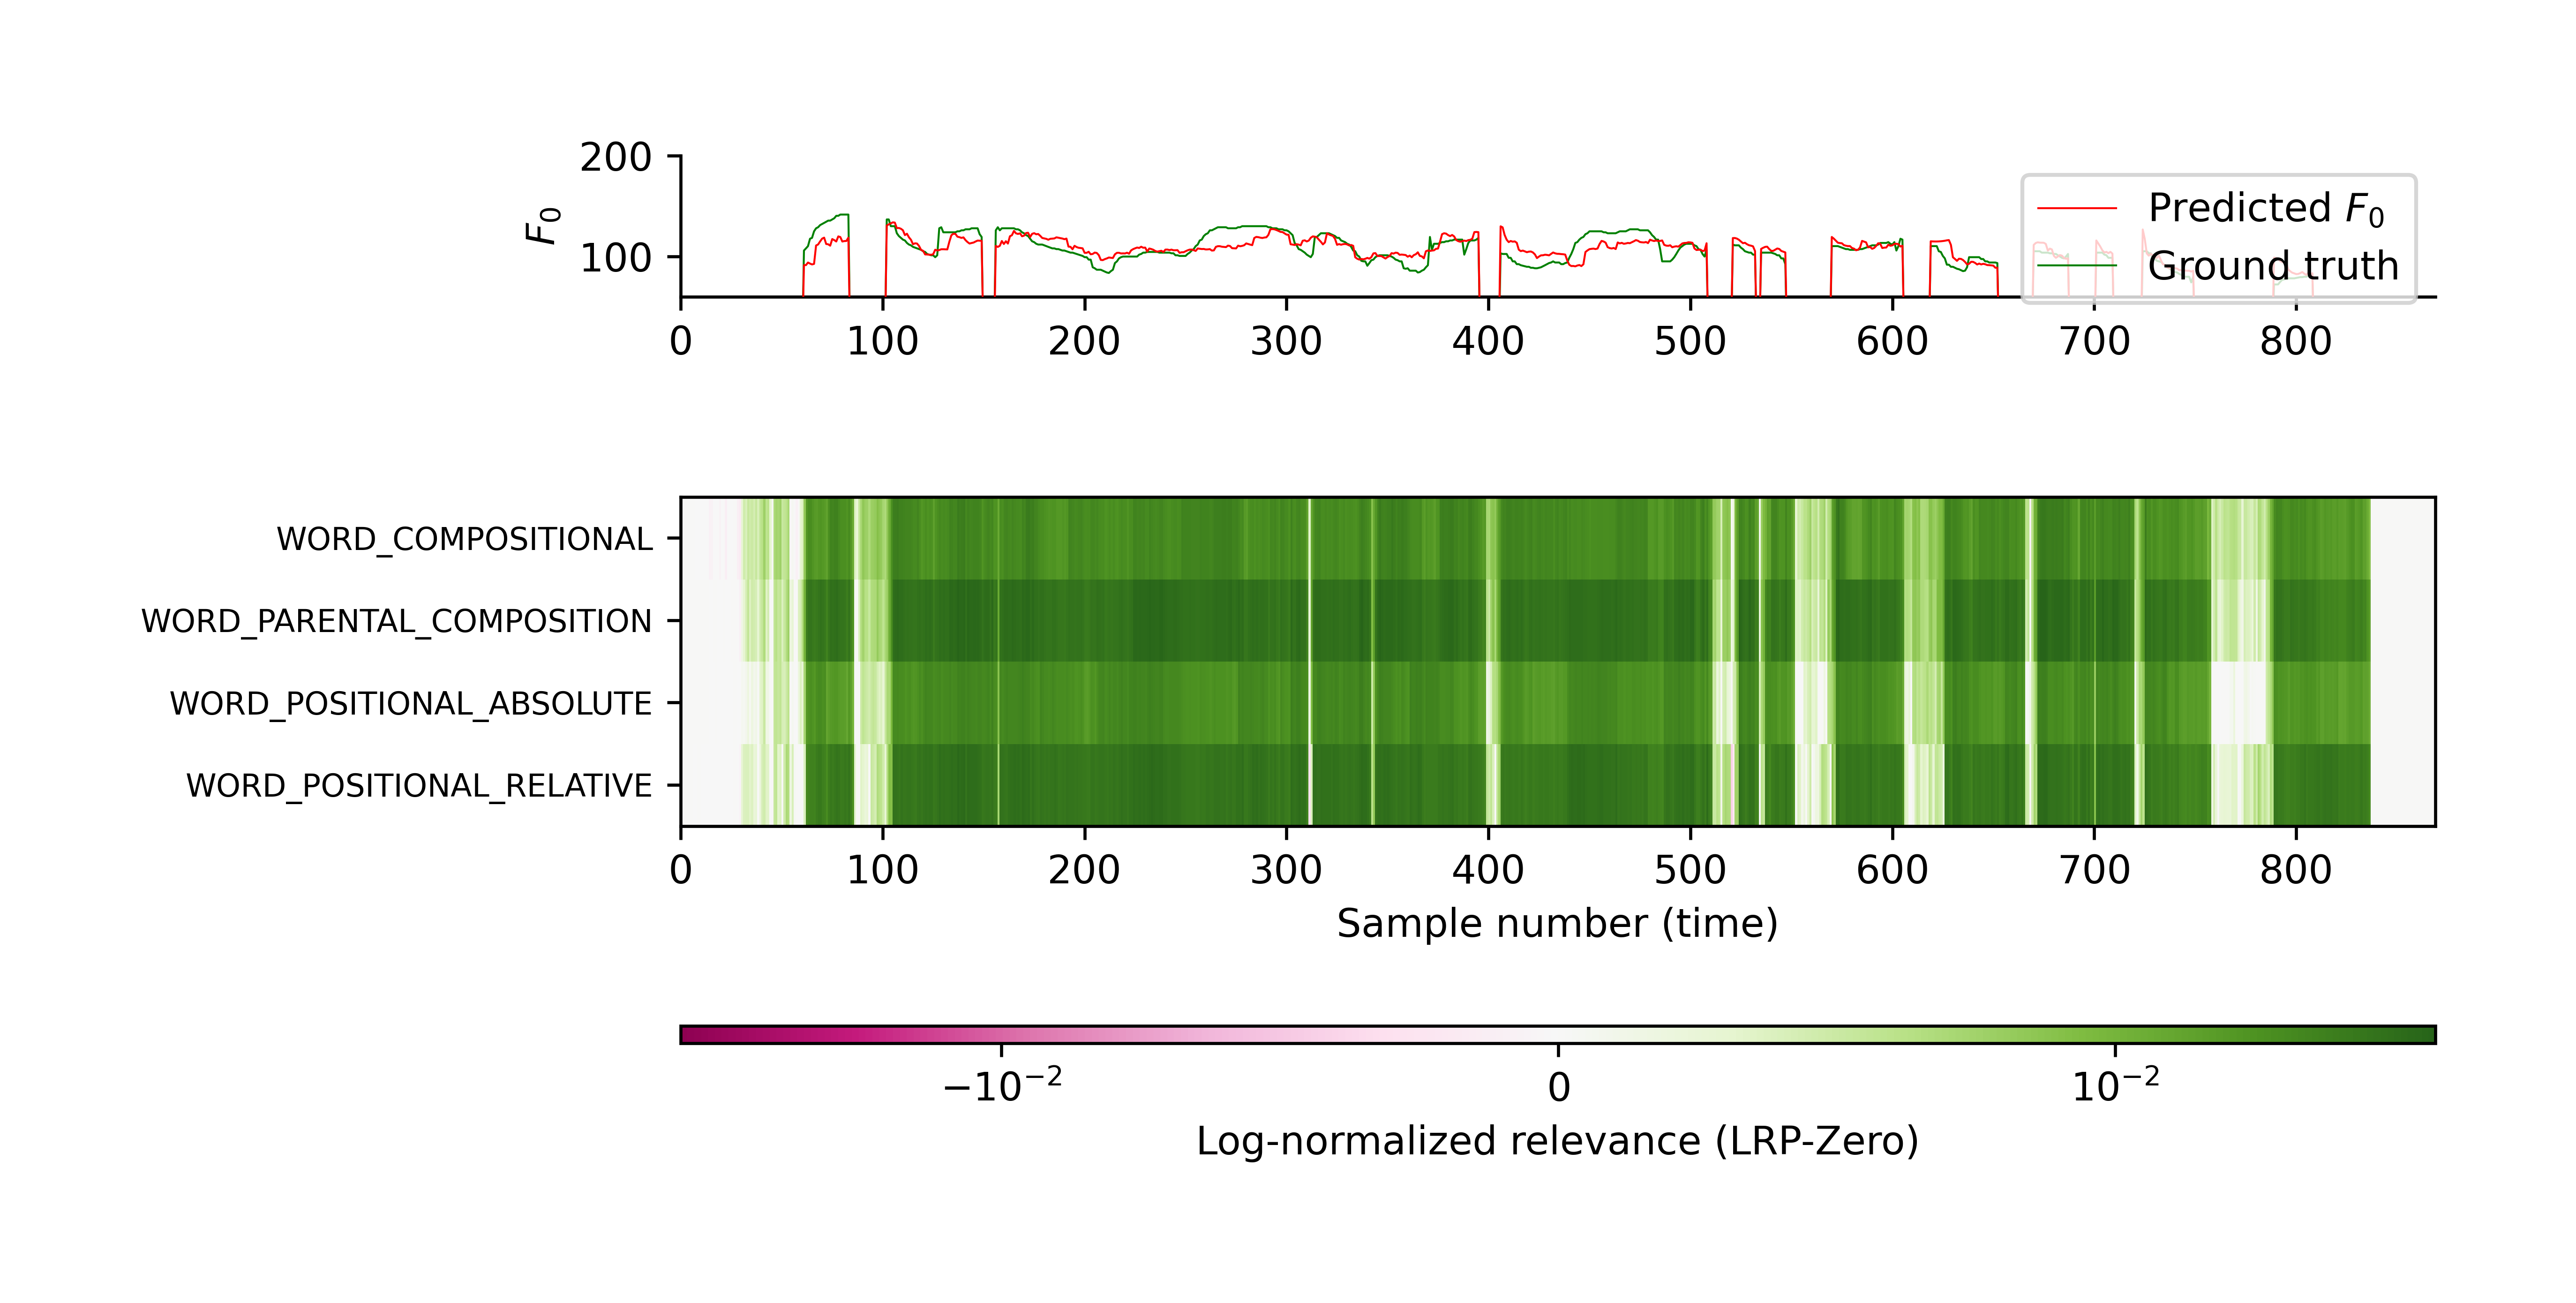 200
100
F₀
Predicted F₀
Ground truth
0 100 200 300 400 500 600 700 800
WORD_COMPOSITIONAL
WORD_PARENTAL_COMPOSITION
WORD_POSITIONAL_ABSOLUTE
WORD_POSITIONAL_RELATIVE
0 100 200 300 400 500 600 700 800
Sample number (time)
−10⁻² 0 10⁻²
Log-normalized relevance (LRP-Zero)